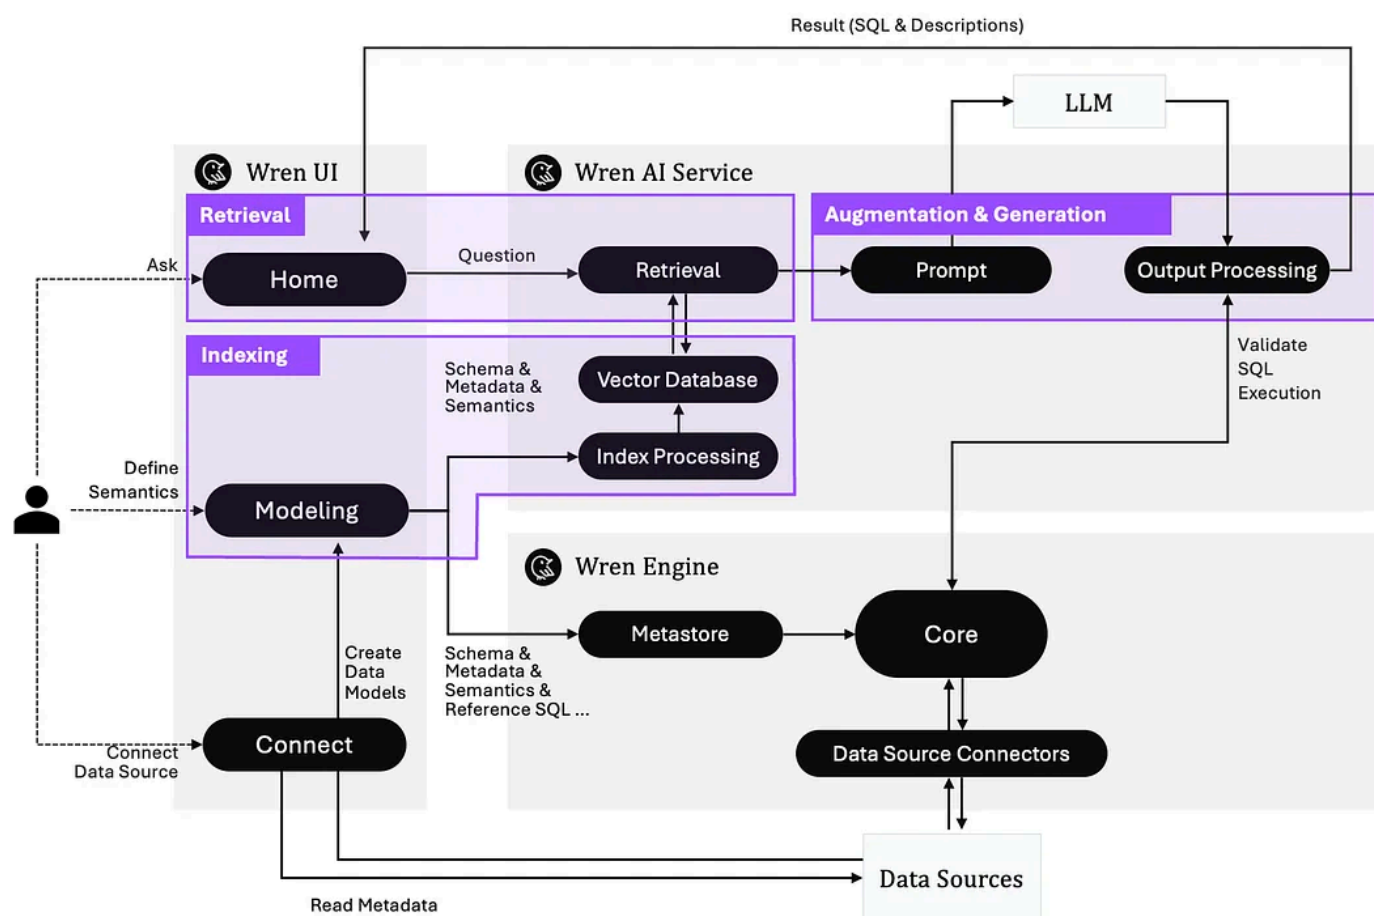 Result (SQL & Descriptions)
LLM
Wren UI
Wren AI Service
Retrieval
Augmentation & Generation
Ask
Home
Question
Retrieval
Prompt
Output Processing
Indexing
Schema &
Metadata &
Semantics
Vector Database
Validate
SQL
Execution
Index Processing
Define
Semantics
Modeling
Wren Engine
Metastore
Core
Create
Data
Models
Schema &
Metadata &
Semantics &
Reference SQL ...
Connect
Connect
Data Source
Data Source Connectors
Data Sources
Read Metadata